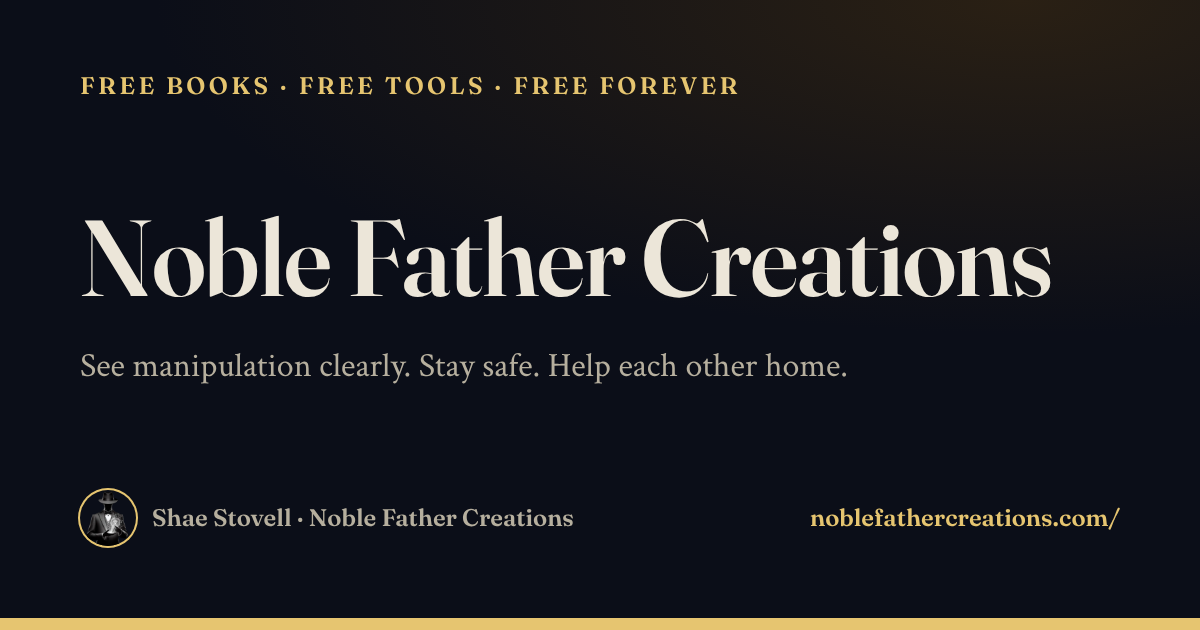 FREE BOOKS · FREE TOOLS · FREE FOREVER
Noble Father Creations
See manipulation clearly. Stay safe. Help each other home.
Shae Stovell · Noble Father Creations
noblefathercreations.com/